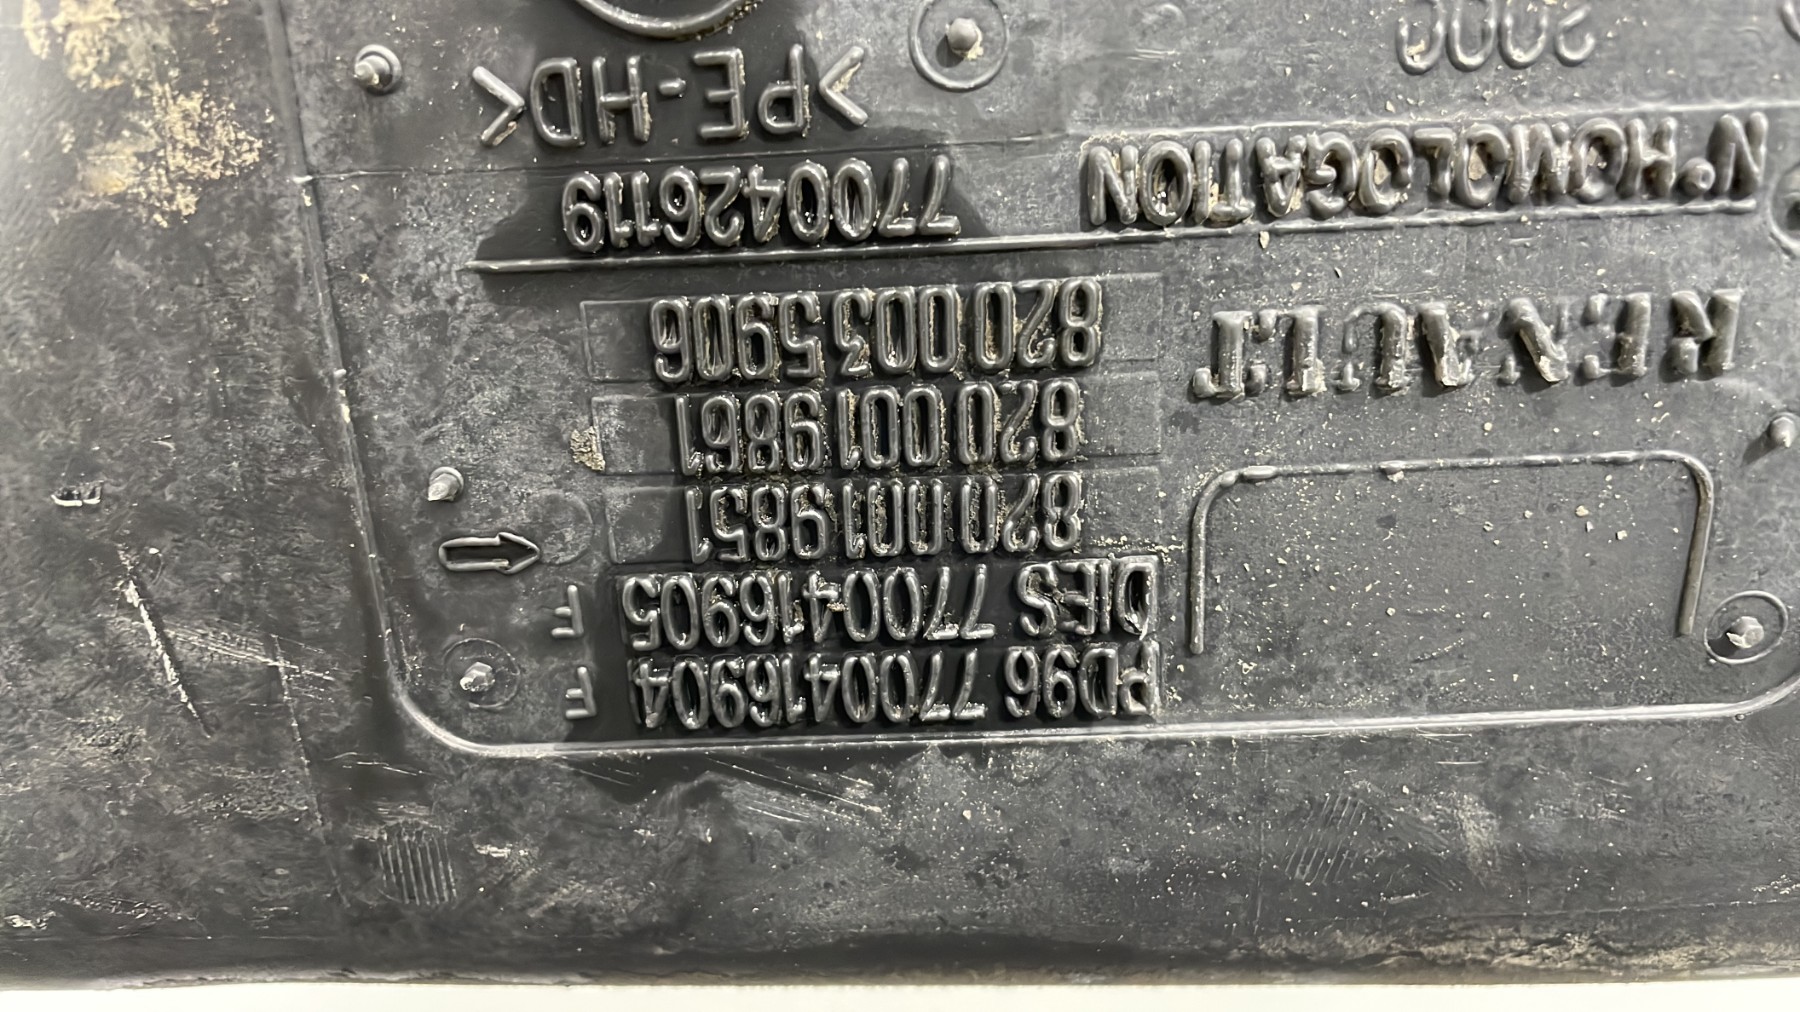 PD96 7700416904 F
DIES 7700416905 F
8200019851
8200019861
RENAULT
8200035906
N°HOMOLOGATION
7700426119
>PE-HD<